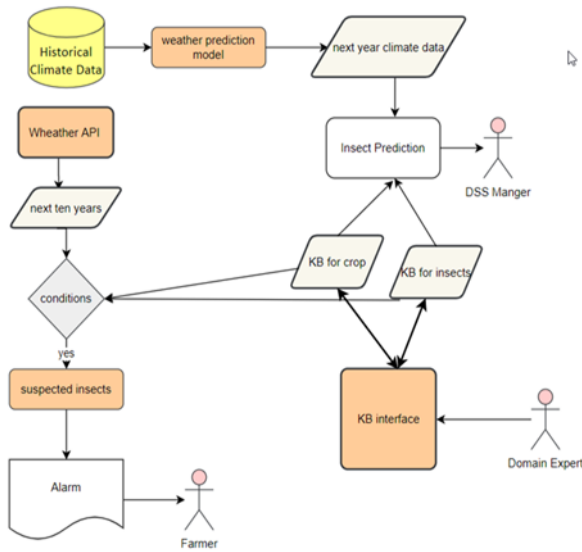 Historical
Climate Data
weather prediction
model
next year climate data
Wheather API
Insect Prediction
DSS Manger
next ten years
KB for crop
KB for insects
conditions
yes
suspected insects
KB interface
Domain Expert
Alarm
Farmer